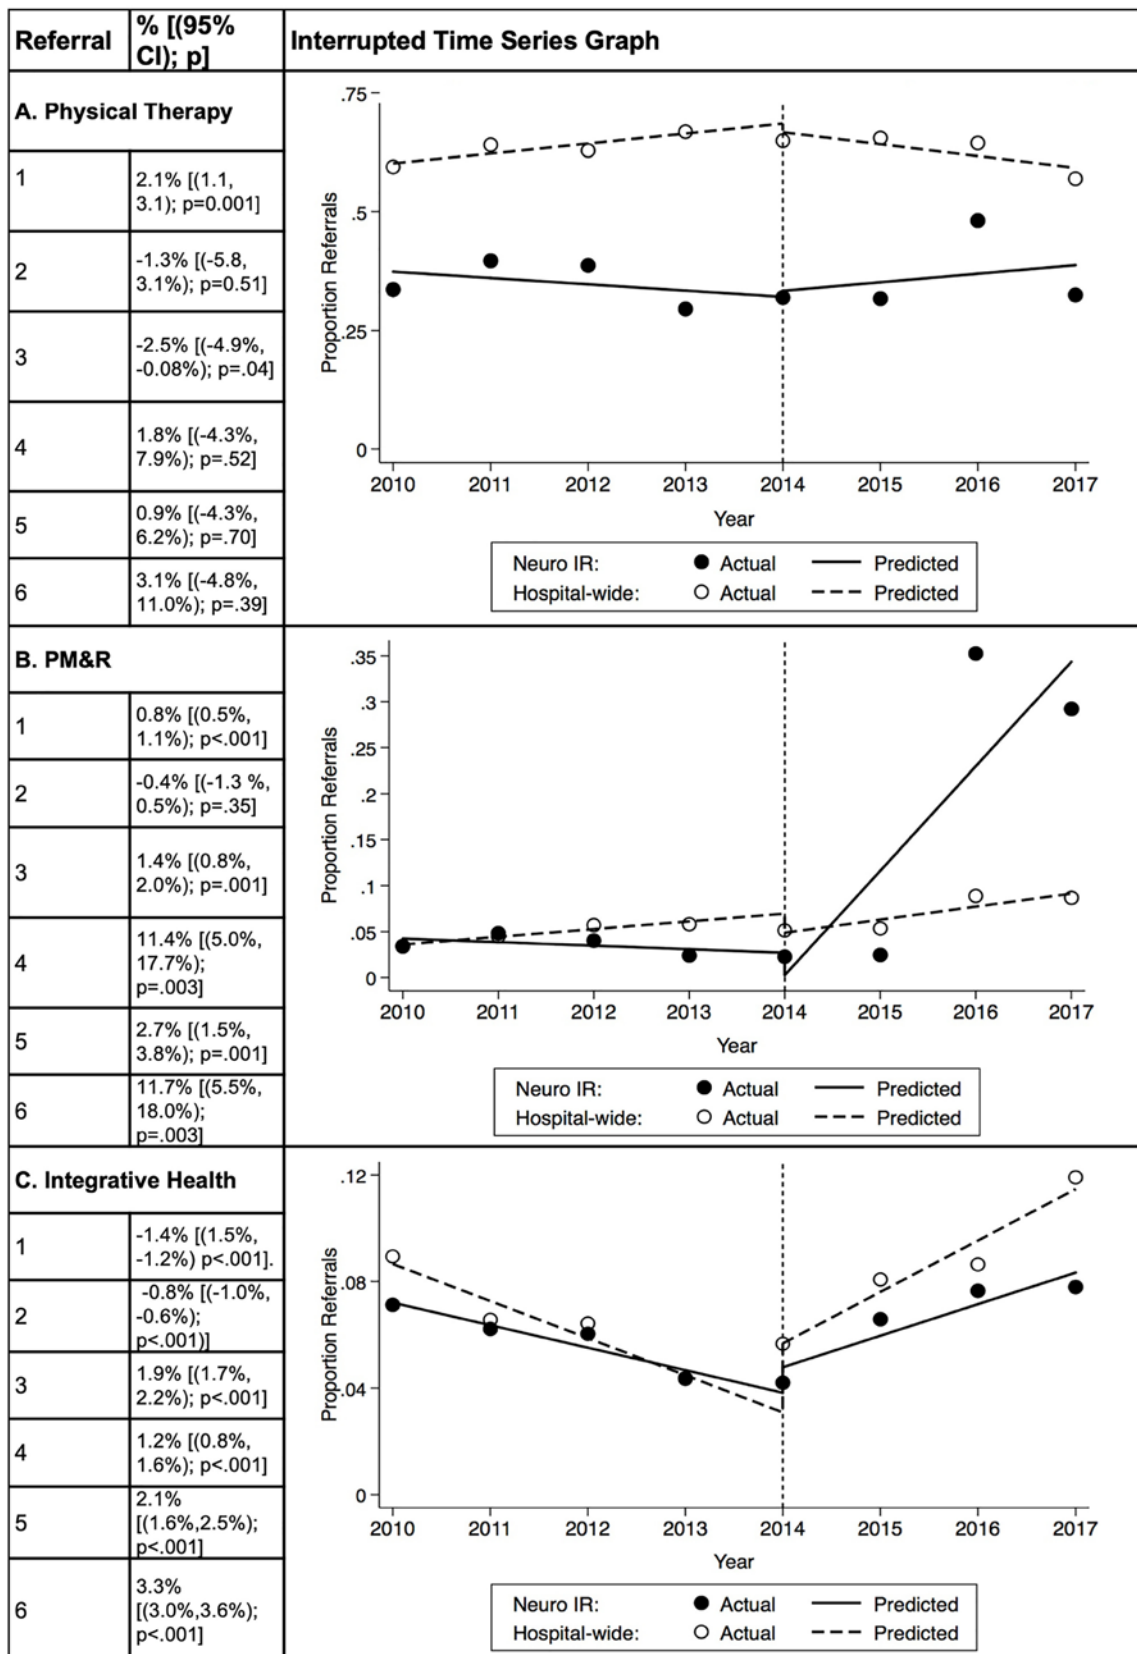 Referral
% [(95%
CI); p]
Interrupted Time Series Graph
A. Physical Therapy
1
2.1% [(1.1,
3.1); p=0.001]
2
-1.3% [(-5.8,
3.1%); p=0.51]
3
-2.5% [(-4.9%,
-0.08%); p=.04]
4
1.8% [(-4.3%,
7.9%); p=.52]
5
0.9% [(-4.3%,
6.2%); p=.70]
6
3.1% [(-4.8%,
11.0%); p=.39]
Proportion Referrals
.75
.5
.25
0
2010 2011 2012 2013 2014 2015 2016 2017
Year
Neuro IR: Actual Predicted
Hospital-wide: Actual Predicted
B. PM&R
1
0.8% [(0.5%,
1.1%); p<.001]
2
-0.4% [(-1.3 %,
0.5%); p=.35]
3
1.4% [(0.8%,
2.0%); p=.001]
4
11.4% [(5.0%,
17.7%);
p=.003]
5
2.7% [(1.5%,
3.8%); p=.001]
6
11.7% [(5.5%,
18.0%);
p=.003]
Proportion Referrals
.35
.3
.25
.2
.15
.1
.05
0
2010 2011 2012 2013 2014 2015 2016 2017
Year
Neuro IR: Actual Predicted
Hospital-wide: Actual Predicted
C. Integrative Health
1
-1.4% [(1.5%,
-1.2%) p<.001].
2
-0.8% [(-1.0%,
-0.6%);
p<.001)]
3
1.9% [(1.7%,
2.2%); p<.001]
4
1.2% [(0.8%,
1.6%); p<.001]
5
2.1%
[(1.6%,2.5%);
p<.001]
6
3.3%
[(3.0%,3.6%);
p<.001]
Proportion Referrals
.12
.08
.04
0
2010 2011 2012 2013 2014 2015 2016 2017
Year
Neuro IR: Actual Predicted
Hospital-wide: Actual Predicted